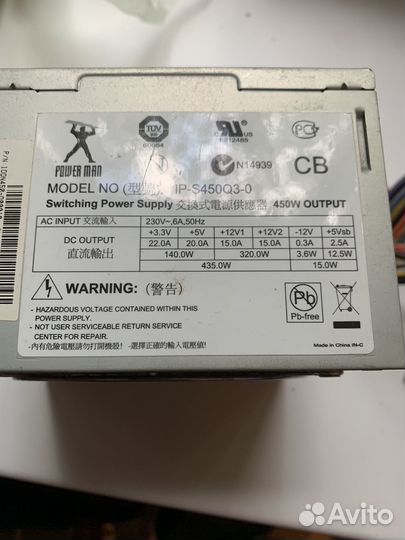 POWER MAN
TÜV
60084
C US
E212485
PC
N14939
CB
MODEL NO (型號) IP-S450Q3-0
Switching Power Supply 交換式電源供應器 450W OUTPUT
AC INPUT 交流輸入 230V~,6A,50Hz
DC OUTPUT 直流輸出
+3.3V +5V +12V1 +12V2 -12V +5Vsb
22.0A 20.0A 15.0A 15.0A 0.3A 2.5A
140.0W 320.0W 3.6W 12.5W
435.0W 15.0W
WARNING: (警告)
HAZARDOUS VOLTAGE CONTAINED WITHIN THIS
POWER SUPPLY.
NOT USER SERVICEABLE RETURN SERVICE
CENTER FOR REPAIR.
-內有危險電壓請勿打開機殼! -選擇正確的輸入電壓!
Pb
Pb-free
Made in China IN-C
Avito